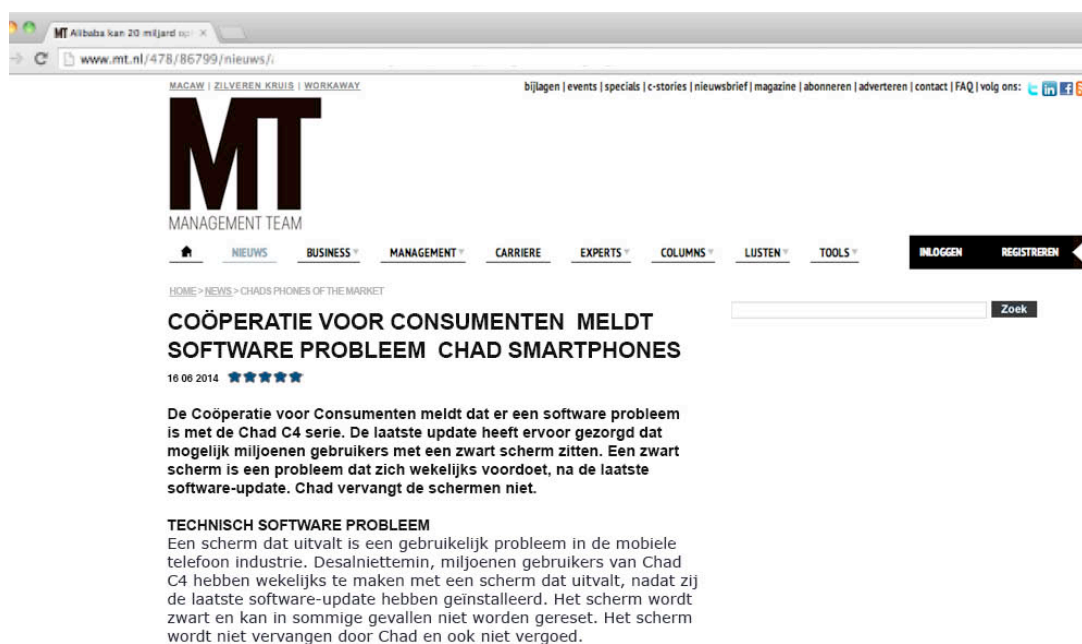 MT Alibaba kan 20 miljard
www.mt.nl/478/86799/nieuws/
MACAW | ZILVEREN KRUIS | WORKAWAY
bijlagen | events | specials | c-stories | nieuwsbrief | magazine | abonneren | adverteren | contact | FAQ | volg ons:
MT
MANAGEMENT TEAM
NIEUWS BUSINESS MANAGEMENT CARRIERE EXPERTS COLUMNS LIJSTEN TOOLS INLOGGEN REGISTREREN
HOME > NEWS > CHADS PHONES OF THE MARKET
Zoek
COÖPERATIE VOOR CONSUMENTEN MELDT
SOFTWARE PROBLEEM CHAD SMARTPHONES
16 06 2014
De Coöperatie voor Consumenten meldt dat er een software probleem
is met de Chad C4 serie. De laatste update heeft ervoor gezorgd dat
mogelijk miljoenen gebruikers met een zwart scherm zitten. Een zwart
scherm is een probleem dat zich wekelijks voordoet, na de laatste
software-update. Chad vervangt de schermen niet.
TECHNISCH SOFTWARE PROBLEEM
Een scherm dat uitvalt is een gebruikelijk probleem in de mobiele
telefoon industrie. Desalniettemin, miljoenen gebruikers van Chad
C4 hebben wekelijks te maken met een scherm dat uitvalt, nadat zij
de laatste software-update hebben geïnstalleerd. Het scherm wordt
zwart en kan in sommige gevallen niet worden gereset. Het scherm
wordt niet vervangen door Chad en ook niet vergoed.